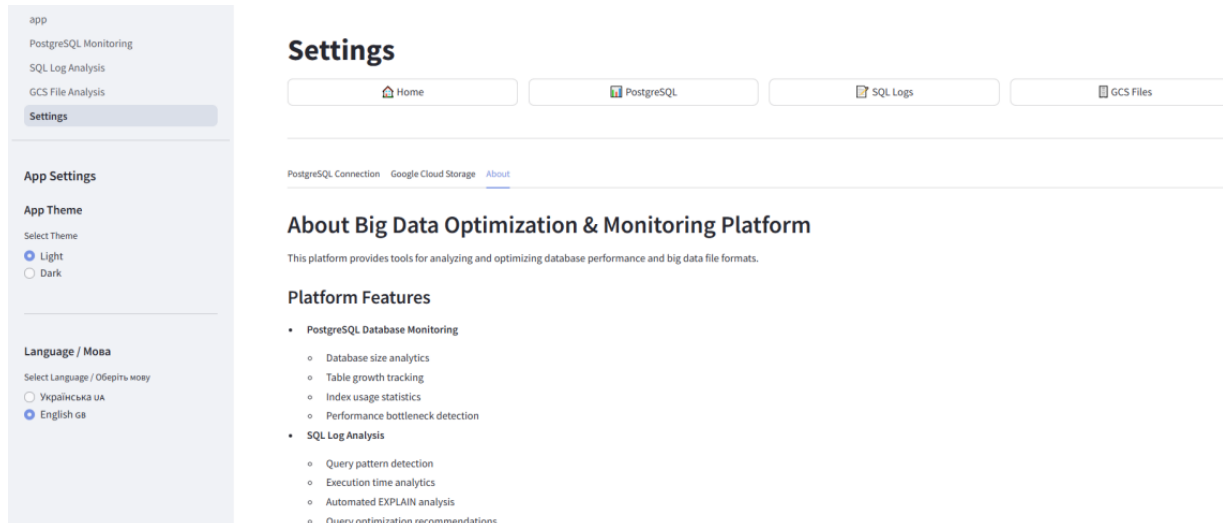 app
PostgreSQL Monitoring
SQL Log Analysis
GCS File Analysis
Settings
App Settings
App Theme
Select Theme
Light
Dark
Language / Мова
Select Language / Оберіть мову
Українська UA
English GB
Settings
Home
PostgreSQL
SQL Logs
GCS Files
PostgreSQL Connection
Google Cloud Storage
About
About Big Data Optimization & Monitoring Platform
This platform provides tools for analyzing and optimizing database performance and big data file formats.
Platform Features
PostgreSQL Database Monitoring
Database size analytics
Table growth tracking
Index usage statistics
Performance bottleneck detection
SQL Log Analysis
Query pattern detection
Execution time analytics
Automated EXPLAIN analysis
Query optimization recommendations